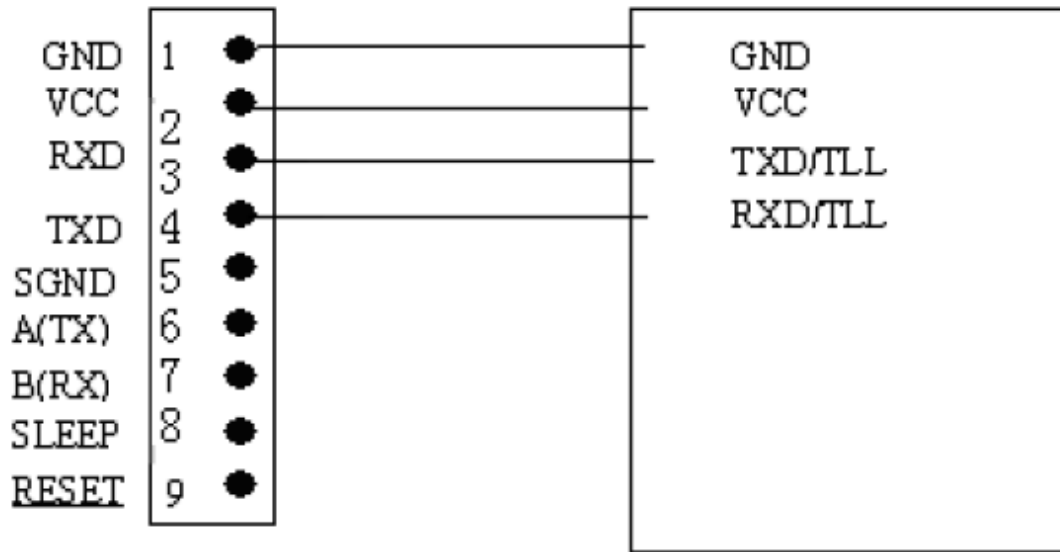 GND 1 GND
VCC 2 VCC
RXD 3 TXD/TLL
TXD 4 RXD/TLL
SGND 5
A(TX) 6
B(RX) 7
SLEEP 8
RESET 9